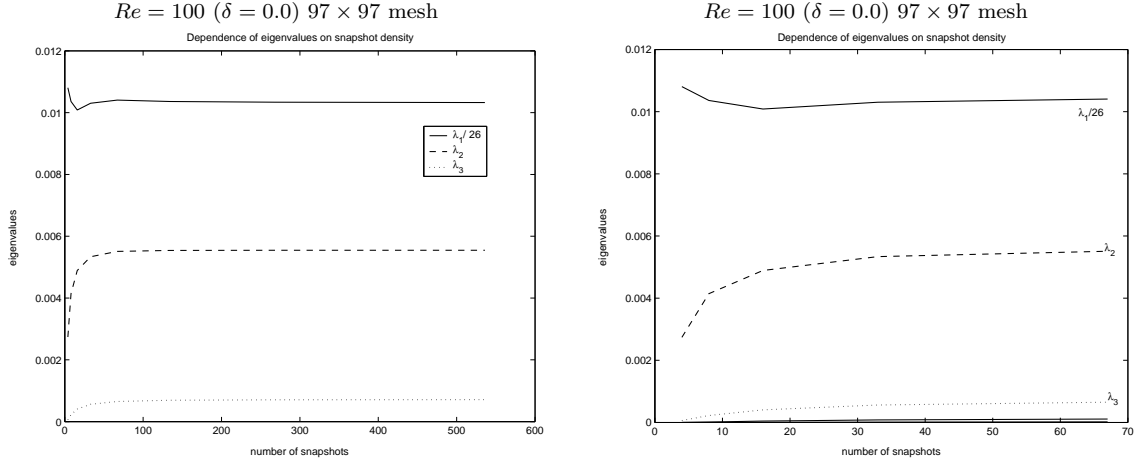 Re = 100 (δ = 0.0) 97 × 97 mesh
Dependence of eigenvalues on snapshot density
0.012
0.01
0.008
0.006
0.004
0.002
0
eigenvalues
λ1/ 26
λ2
λ3
0 100 200 300 400 500 600
number of snapshots
Re = 100 (δ = 0.0) 97 × 97 mesh
Dependence of eigenvalues on snapshot density
0.012
0.01
0.008
0.006
0.004
0.002
0
eigenvalues
λ1/26
λ2
λ3
0 10 20 30 40 50 60 70
number of snapshots